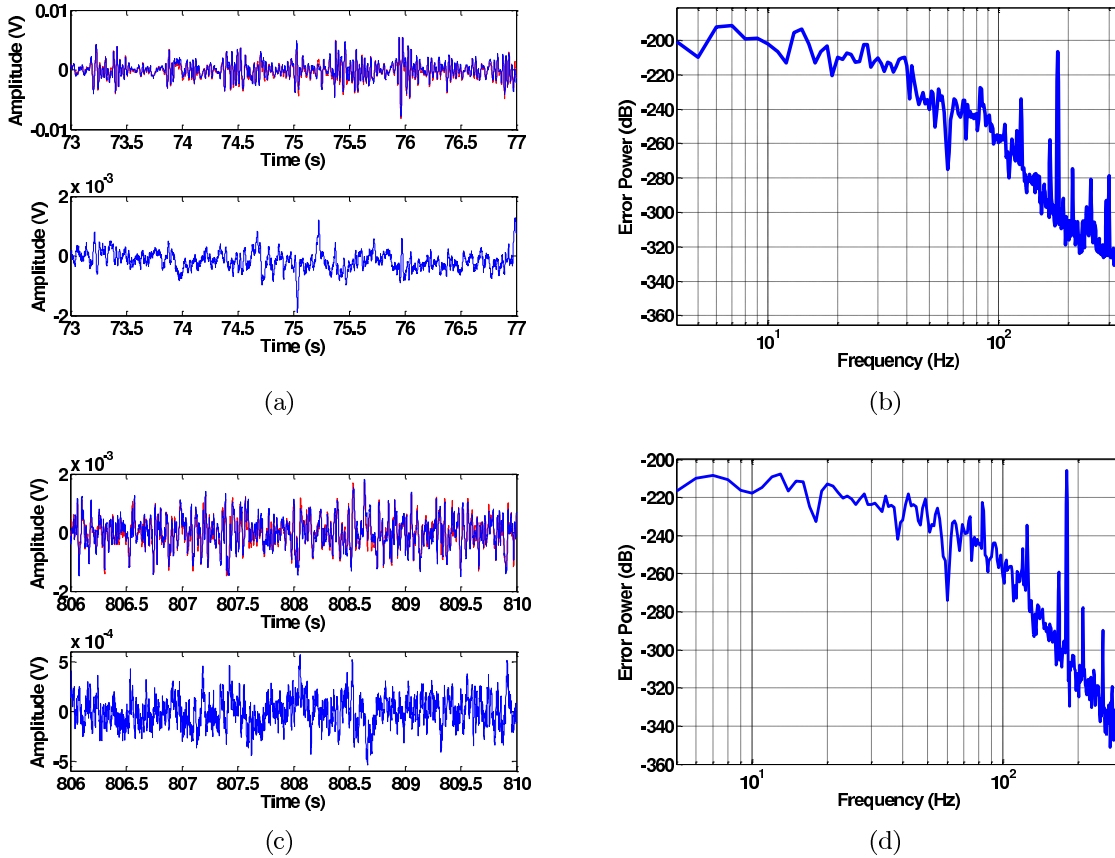 0.01
0
-0.01
Amplitude (V)
73 73.5 74 74.5 75 75.5 76 76.5 77
Time (s)
x 10-3
2
0
-2
Amplitude (V)
73 73.5 74 74.5 75 75.5 76 76.5 77
Time (s)
(a)
-200
-220
-240
-260
-280
-300
-320
-340
-360
Error Power (dB)
10^1 10^2
Frequency (Hz)
(b)
x 10-3
2
0
-2
Amplitude (V)
806 806.5 807 807.5 808 808.5 809 809.5 810
Time (s)
x 10-4
5
0
-5
Amplitude (V)
806 806.5 807 807.5 808 808.5 809 809.5 810
Time (s)
(c)
-200
-220
-240
-260
-280
-300
-320
-340
-360
Error Power (dB)
10^1 10^2
Frequency (Hz)
(d)